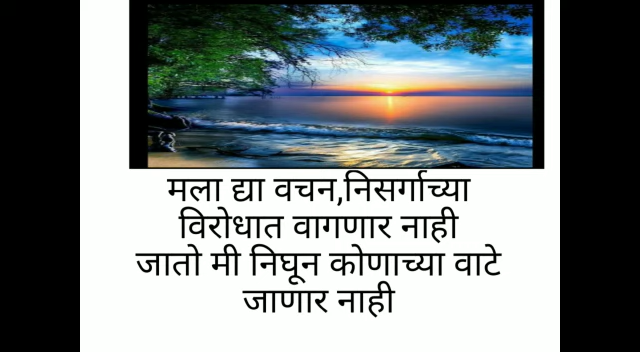 मला द्या वचन,निसर्गाच्या
विरोधात वागणार नाही
जातो मी निघून कोणाच्या वाटे
जाणार नाही